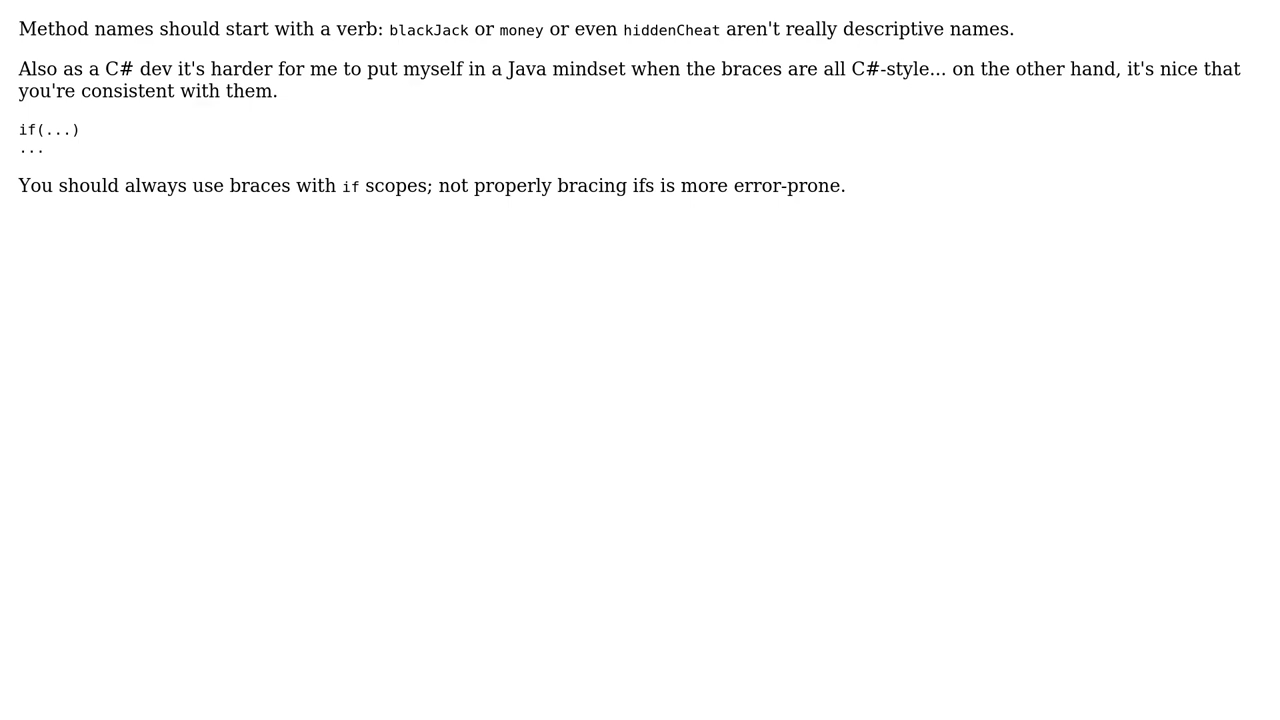 Method names should start with a verb: blackJack or money or even hiddenCheat aren't really descriptive names.
Also as a C# dev it's harder for me to put myself in a Java mindset when the braces are all C#-style... on the other hand, it's nice that
you're consistent with them.
if(...)
...
You should always use braces with if scopes; not properly bracing ifs is more error-prone.